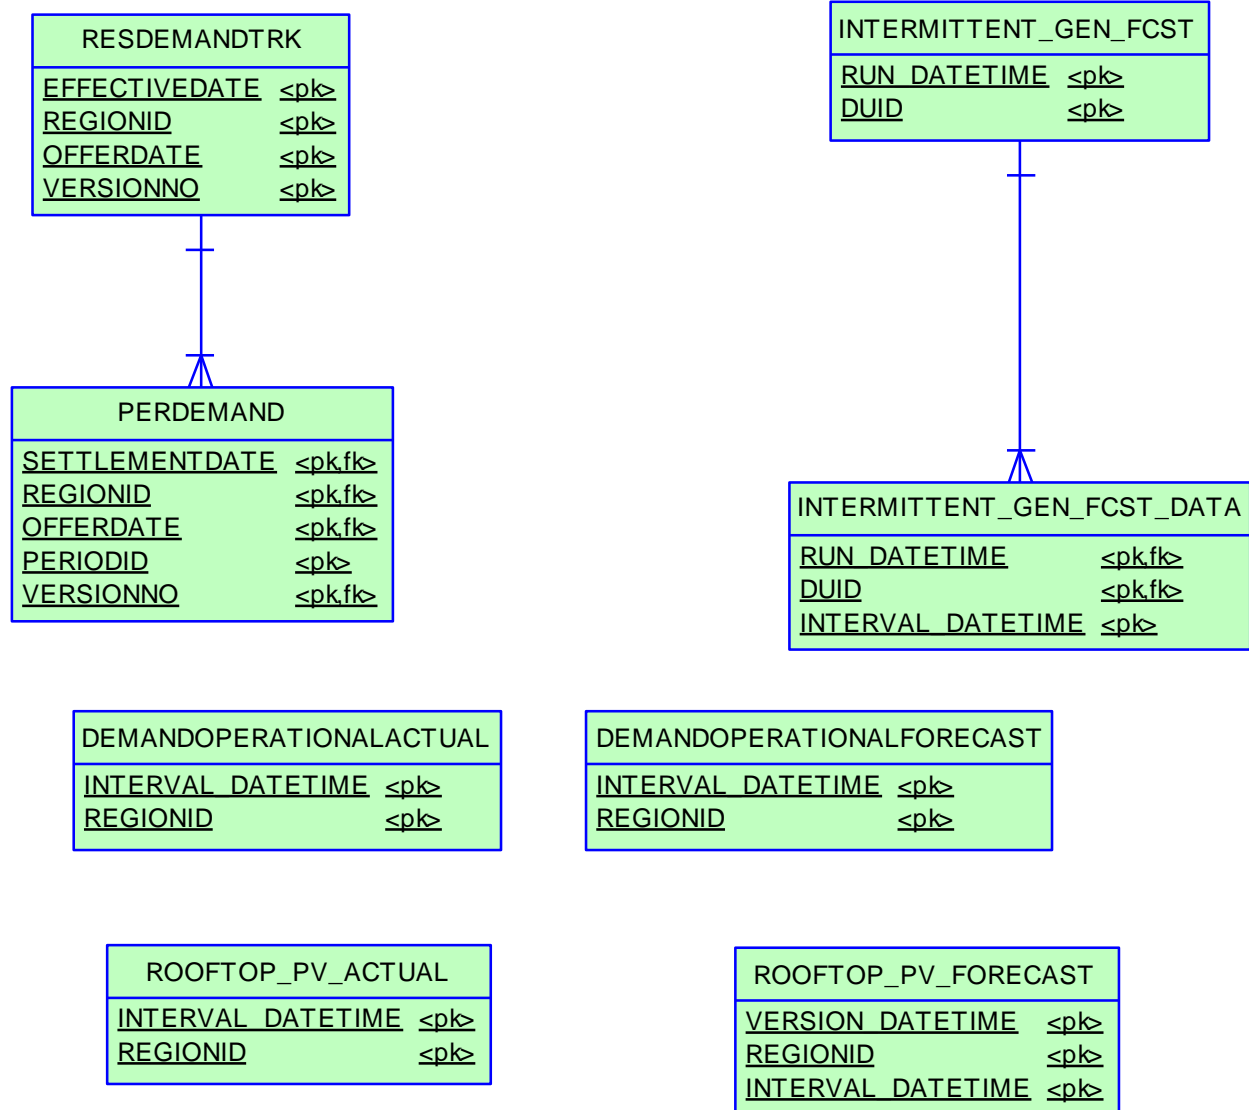 RESDEMANDTRK
EFFECTIVEDATE <pk>
REGIONID <pk>
OFFERDATE <pk>
VERSIONNO <pk>
INTERMITTENT_GEN_FCST
RUN_DATETIME <pk>
DUID <pk>
PERDEMAND
SETTLEMENTDATE <pk,fk>
REGIONID <pk,fk>
OFFERDATE <pk,fk>
PERIODID <pk>
VERSIONNO <pk,fk>
INTERMITTENT_GEN_FCST_DATA
RUN_DATETIME <pk,fk>
DUID <pk,fk>
INTERVAL_DATETIME <pk>
DEMANDOPERATIONALACTUAL
INTERVAL_DATETIME <pk>
REGIONID <pk>
DEMANDOPERATIONALFORECAST
INTERVAL_DATETIME <pk>
REGIONID <pk>
ROOFTOP_PV_ACTUAL
INTERVAL_DATETIME <pk>
REGIONID <pk>
ROOFTOP_PV_FORECAST
VERSION_DATETIME <pk>
REGIONID <pk>
INTERVAL_DATETIME <pk>